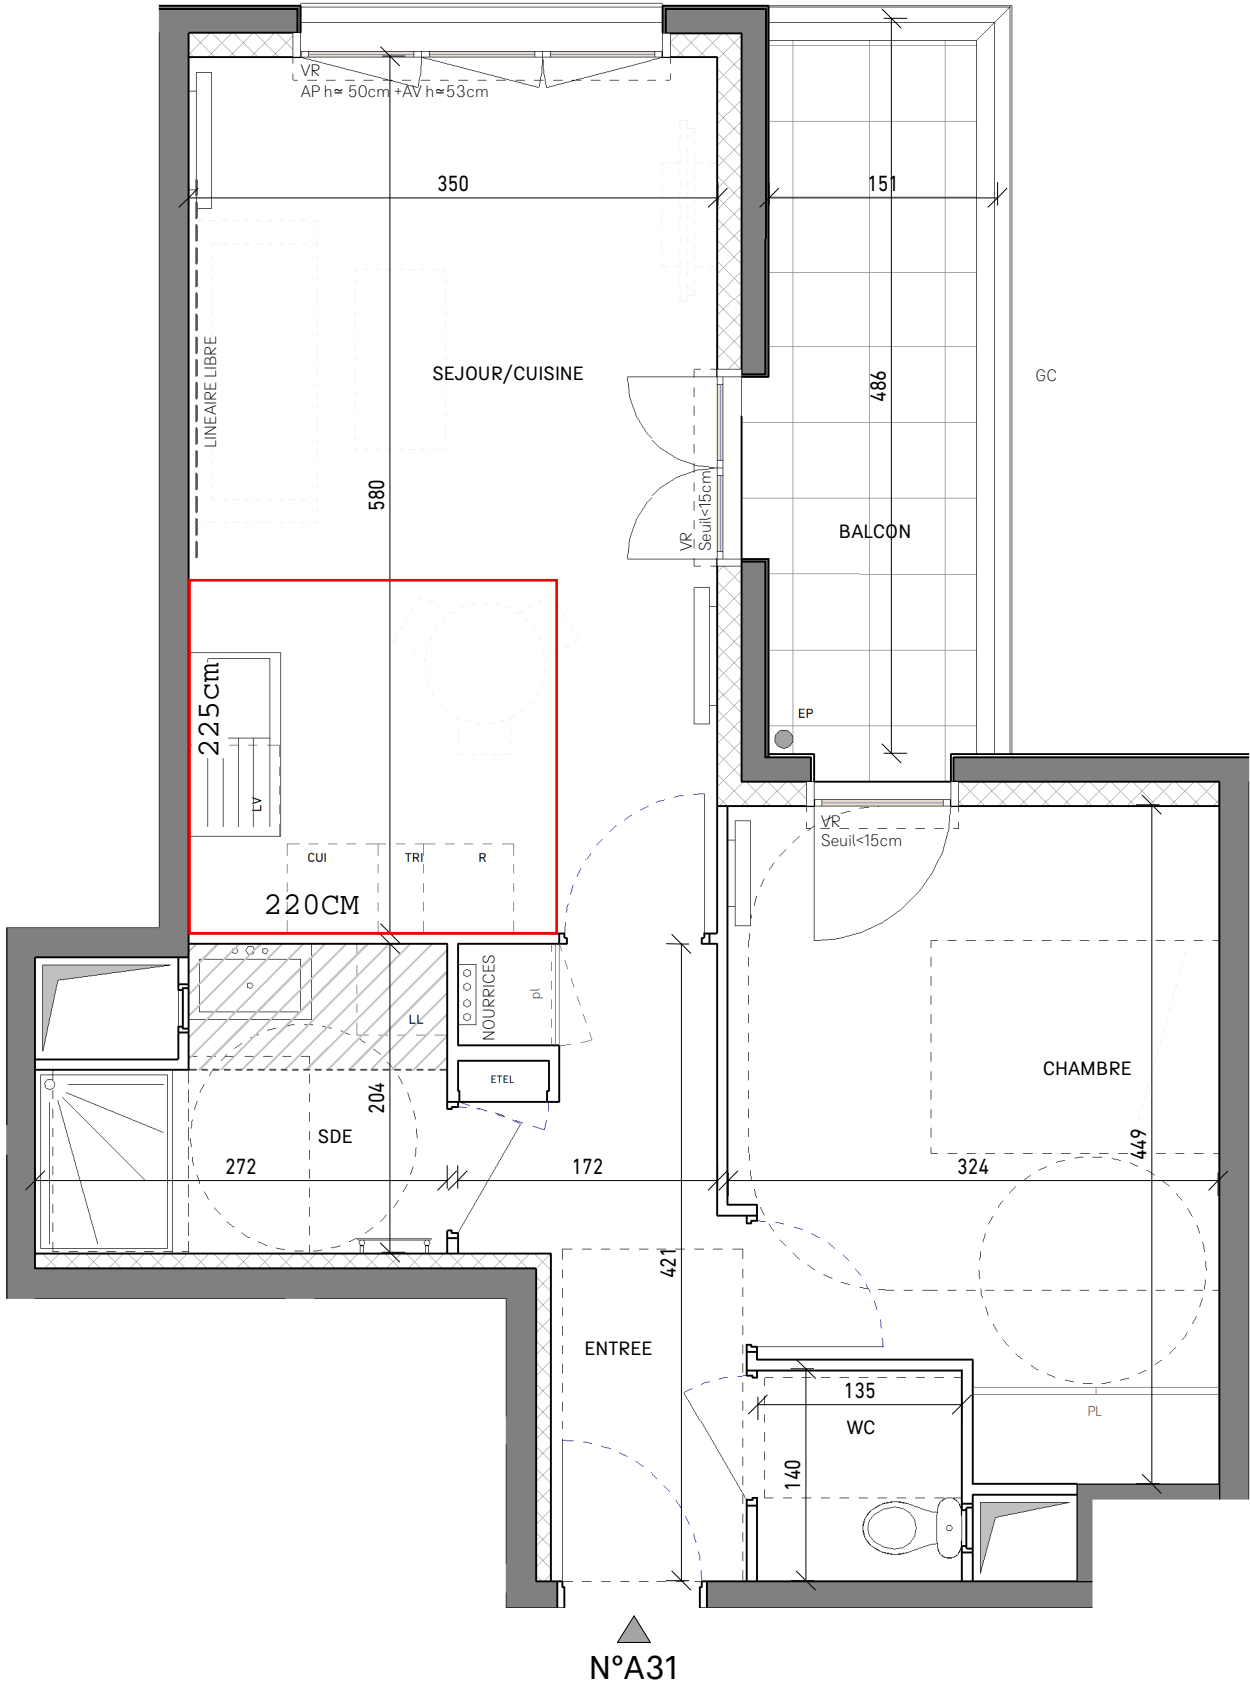 VR
AP h≃ 50cm +AV h≃53cm
350
151
LINEAIRE LIBRE
SEJOUR/CUISINE
GC
486
580
VR
Seuil<15cm
BALCON
225cm
EP
LV
VR
Seuil<15cm
CUI
TRI
R
220CM
NOURRICES
pl
LL
ETEL
CHAMBRE
204
SDE
449
272
172
324
421
ENTREE
135
PL
WC
140
N°A31